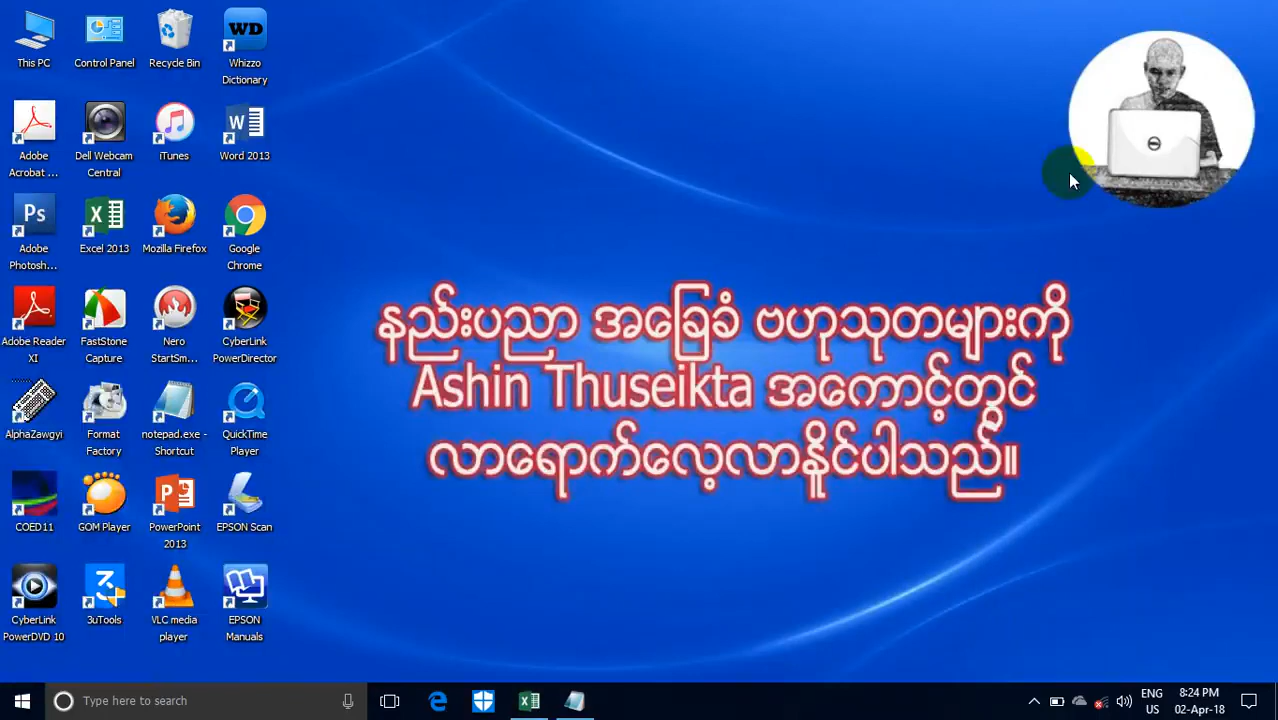 This PC
Control Panel
Recycle Bin
Whizzo
Dictionary
Adobe
Acrobat ...
Dell Webcam
Central
iTunes
Word 2013
Adobe
Photosh...
Excel 2013
Mozilla Firefox
Google
Chrome
Adobe Reader
XI
FastStone
Capture
Nero
StartSm...
CyberLink
PowerDirector
AlphaZawgyi
Format
Factory
notepad.exe -
Shortcut
QuickTime
Player
COED11
GOM Player
PowerPoint
2013
EPSON Scan
CyberLink
PowerDVD 10
3uTools
VLC media
player
EPSON
Manuals
WD
Ps
နည်းပညာ အခြေခံ ဗဟုသုတများကို
Ashin Thuseikta အကောင့်တွင်
လာရောက်လေ့လာနိူင်ပါသည်။
Type here to search
ENG
US
8:24 PM
02-Apr-18